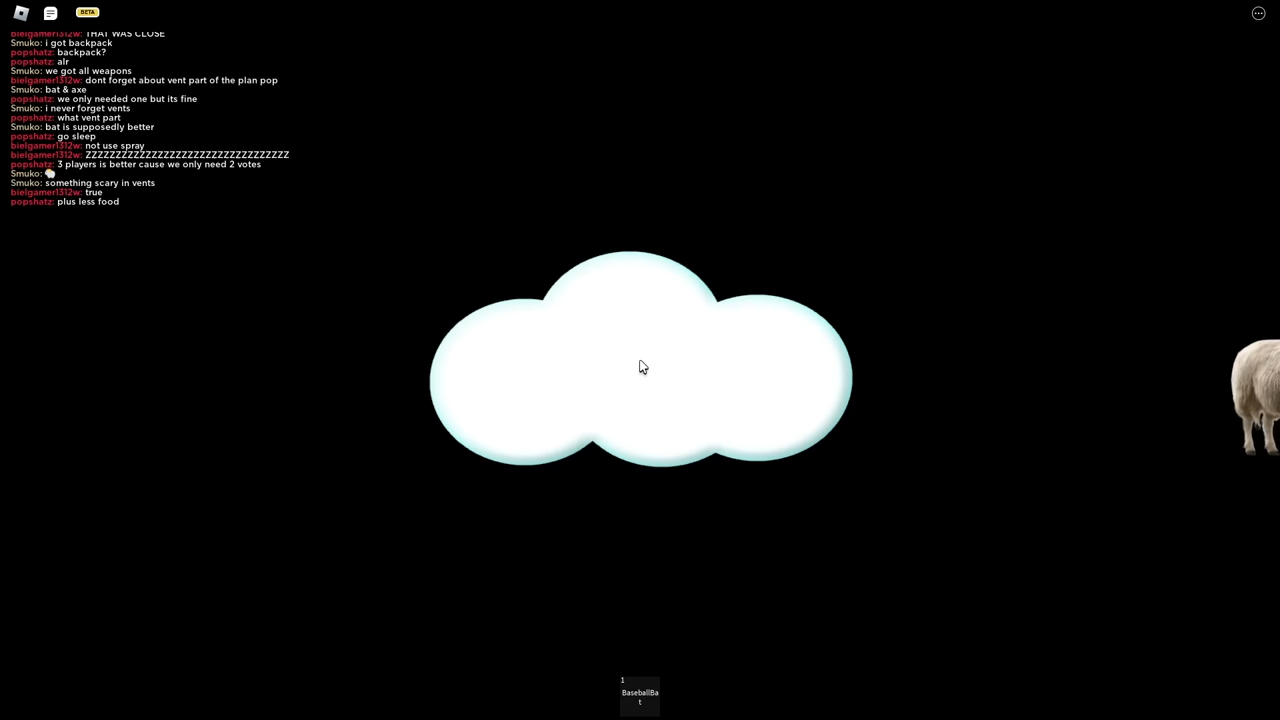 BETA
bielgamer1312w: THAT WAS CLOSE
Smuko: i got backpack
popshatz: backpack?
popshatz: alr
Smuko: we got all weapons
bielgamer1312w: dont forget about vent part of the plan pop
Smuko: bat & axe
popshatz: we only needed one but its fine
Smuko: i never forget vents
popshatz: what vent part
Smuko: bat is supposedly better
popshatz: go sleep
bielgamer1312w: not use spray
bielgamer1312w: ZZZZZZZZZZZZZZZZZZZZZZZZZZZZZZZZZZ
popshatz: 3 players is better cause we only need 2 votes
Smuko: 🐑
Smuko: something scary in vents
bielgamer1312w: true
popshatz: plus less food
1
BaseballBa
t